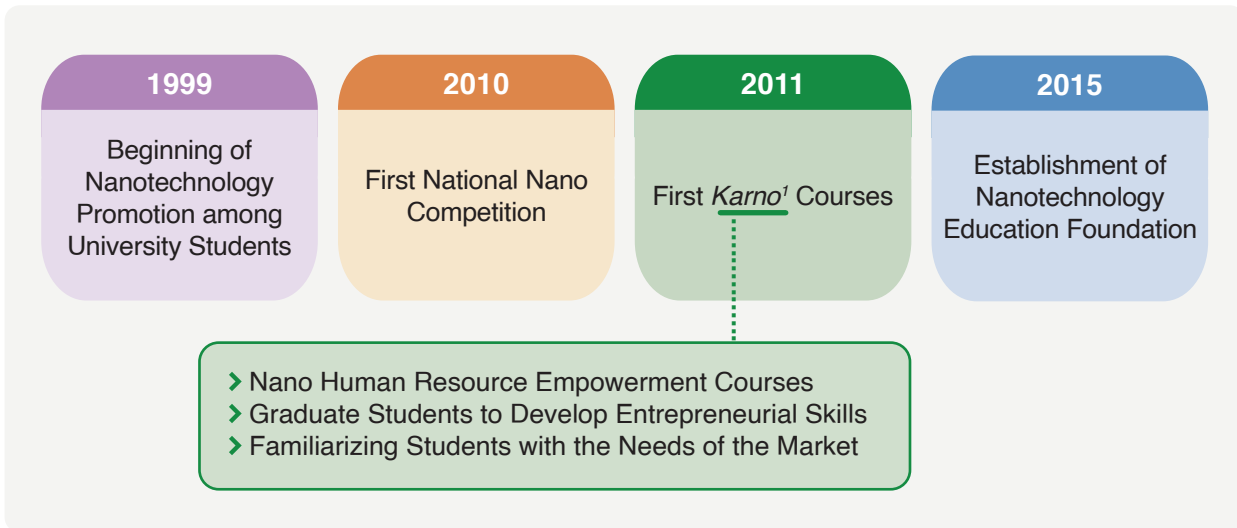 1999
Beginning of
Nanotechnology
Promotion among
University Students
2010
First National Nano
Competition
2011
First Karno¹ Courses
2015
Establishment of
Nanotechnology
Education Foundation
Nano Human Resource Empowerment Courses
Graduate Students to Develop Entrepreneurial Skills
Familiarizing Students with the Needs of the Market